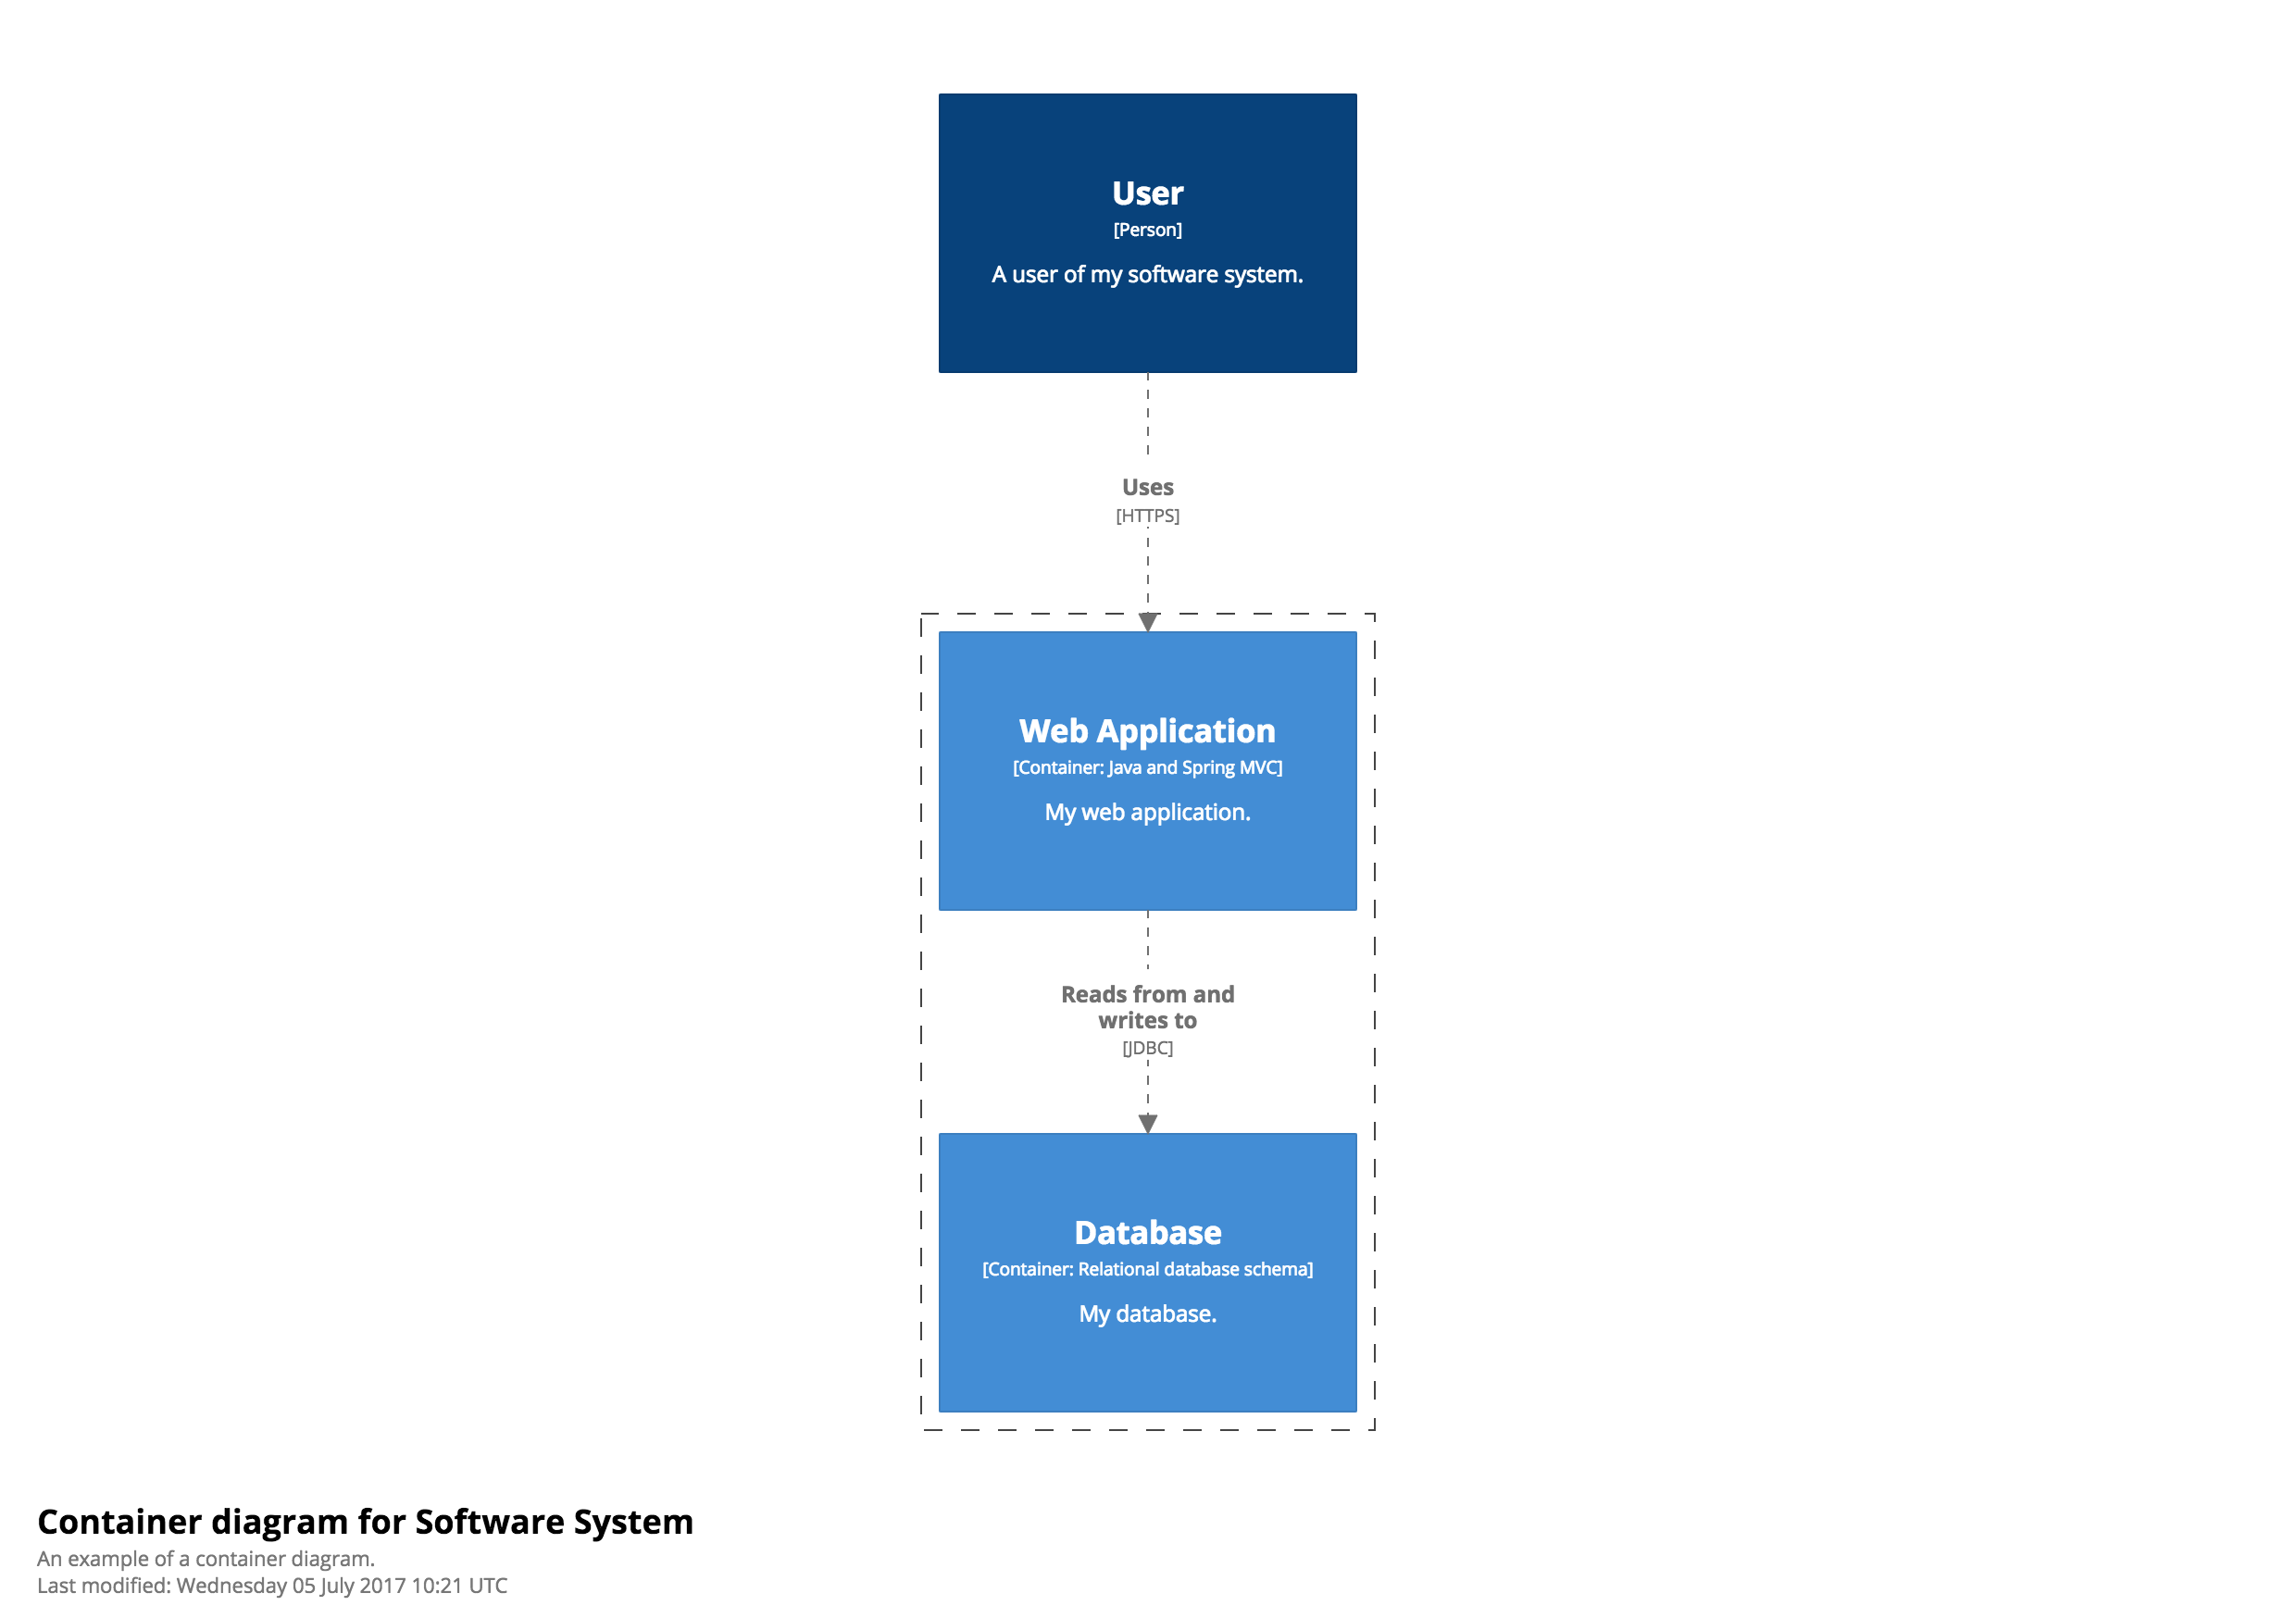 User
[Person]
A user of my software system.
Uses
[HTTPS]
Web Application
[Container: Java and Spring MVC]
My web application.
Reads from and
writes to
[JDBC]
Database
[Container: Relational database schema]
My database.
Container diagram for Software System
An example of a container diagram.
Last modified: Wednesday 05 July 2017 10:21 UTC